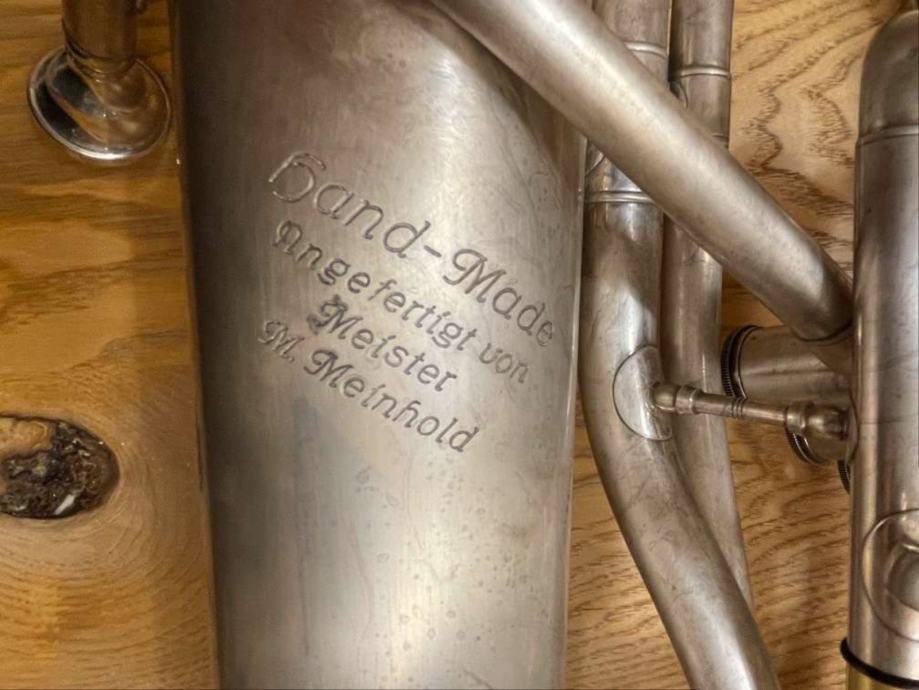 Hand-Made
Angefertigt von
Meister
M. Meinhold